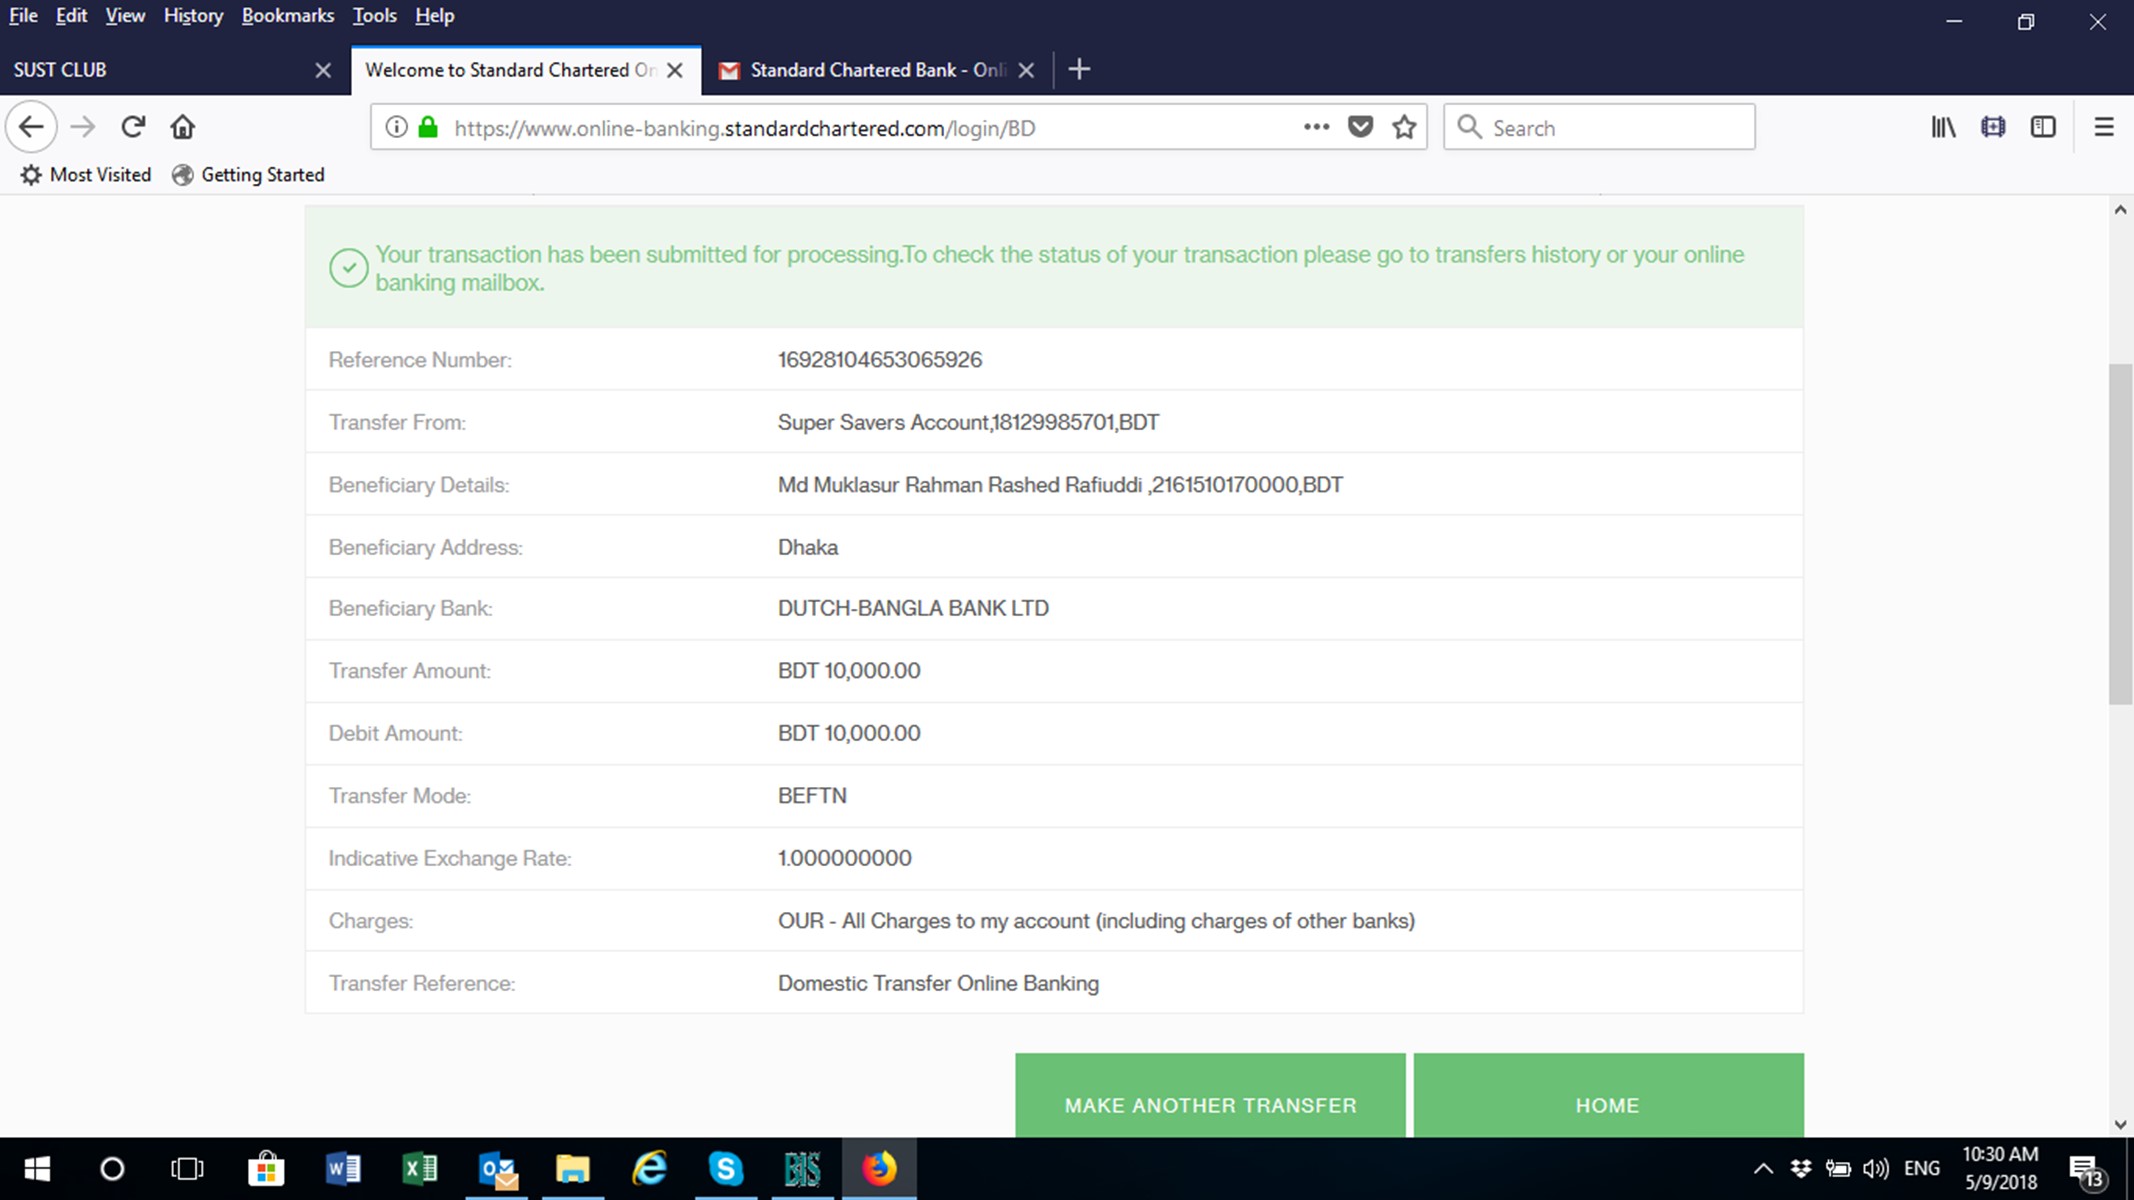 File Edit View History Bookmarks Tools Help
SUST CLUB
Welcome to Standard Chartered On
Standard Chartered Bank - Onli
https://www.online-banking.standardchartered.com/login/BD
Search
Most Visited Getting Started
Your transaction has been submitted for processing.To check the status of your transaction please go to transfers history or your online
banking mailbox.
Reference Number: 16928104653065926
Transfer From: Super Savers Account,18129985701,BDT
Beneficiary Details: Md Muklasur Rahman Rashed Rafiuddi ,2161510170000,BDT
Beneficiary Address: Dhaka
Beneficiary Bank: DUTCH-BANGLA BANK LTD
Transfer Amount: BDT 10,000.00
Debit Amount: BDT 10,000.00
Transfer Mode: BEFTN
Indicative Exchange Rate: 1.000000000
Charges: OUR - All Charges to my account (including charges of other banks)
Transfer Reference: Domestic Transfer Online Banking
MAKE ANOTHER TRANSFER HOME
ENG 10:30 AM
5/9/2018 13